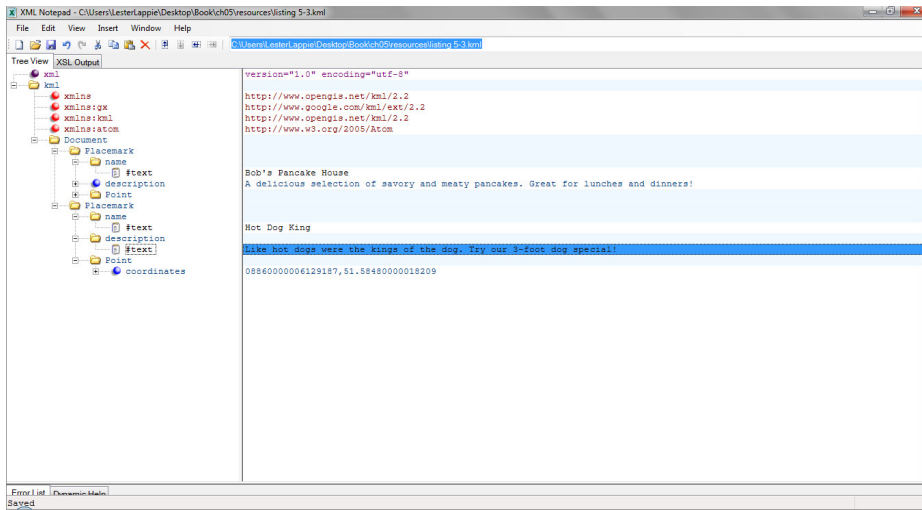 XML Notepad - C:\Users\LesterLappie\Desktop\Book\ch05\resources\listing 5-3.kml
File Edit View Insert Window Help
C:\Users\LesterLappie\Desktop\Book\ch05\resources\listing 5-3.kml
Tree View XSL Output
xml version="1.0" encoding="utf-8"
kml
xmlns http://www.opengis.net/kml/2.2
xmlns:gx http://www.google.com/kml/ext/2.2
xmlns:kml http://www.opengis.net/kml/2.2
xmlns:atom http://www.w3.org/2005/Atom
Document
Placemark
name
#text Bob's Pancake House
description A delicious selection of savory and meaty pancakes. Great for lunches and dinners!
Point
Placemark
name
#text Hot Dog King
description
#text Like hot dogs were the kings of the dog. Try our 3-foot dog special!
Point
coordinates 08860000006129187,51.58480000018209
Error List Dynamic Help
Saved